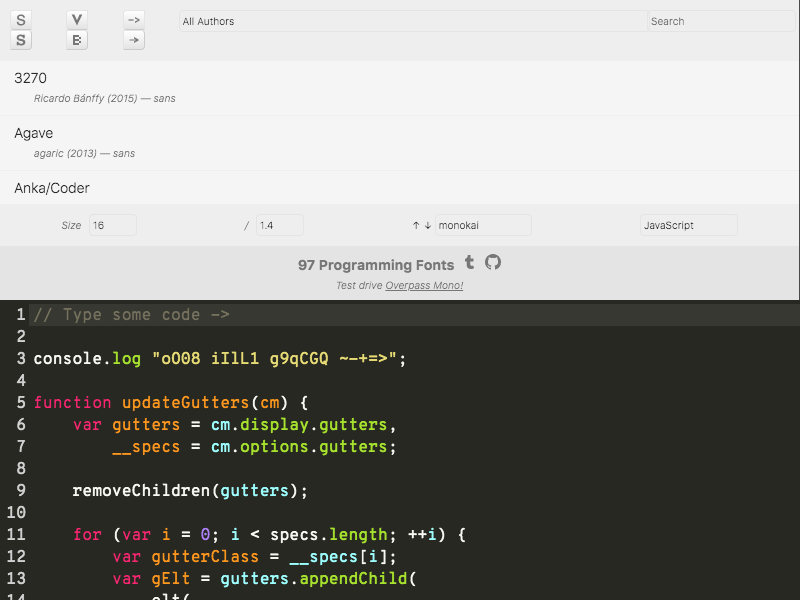 S V -> All Authors Search
S B →
3270
Ricardo Bánffy (2015) — sans
Agave
agaric (2013) — sans
Anka/Coder
Size 16 / 1.4 ↑ ↓ monokai JavaScript
97 Programming Fonts
Test drive Overpass Mono!
1 // Type some code ->
2
3 console.log "oO08 iIlL1 g9qCGQ ~-+=>";
4
5 function updateGutters(cm) {
6 var gutters = cm.display.gutters,
7 __specs = cm.options.gutters;
8
9 removeChildren(gutters);
10
11 for (var i = 0; i < specs.length; ++i) {
12 var gutterClass = __specs[i];
13 var gElt = gutters.appendChild(
14 elt(